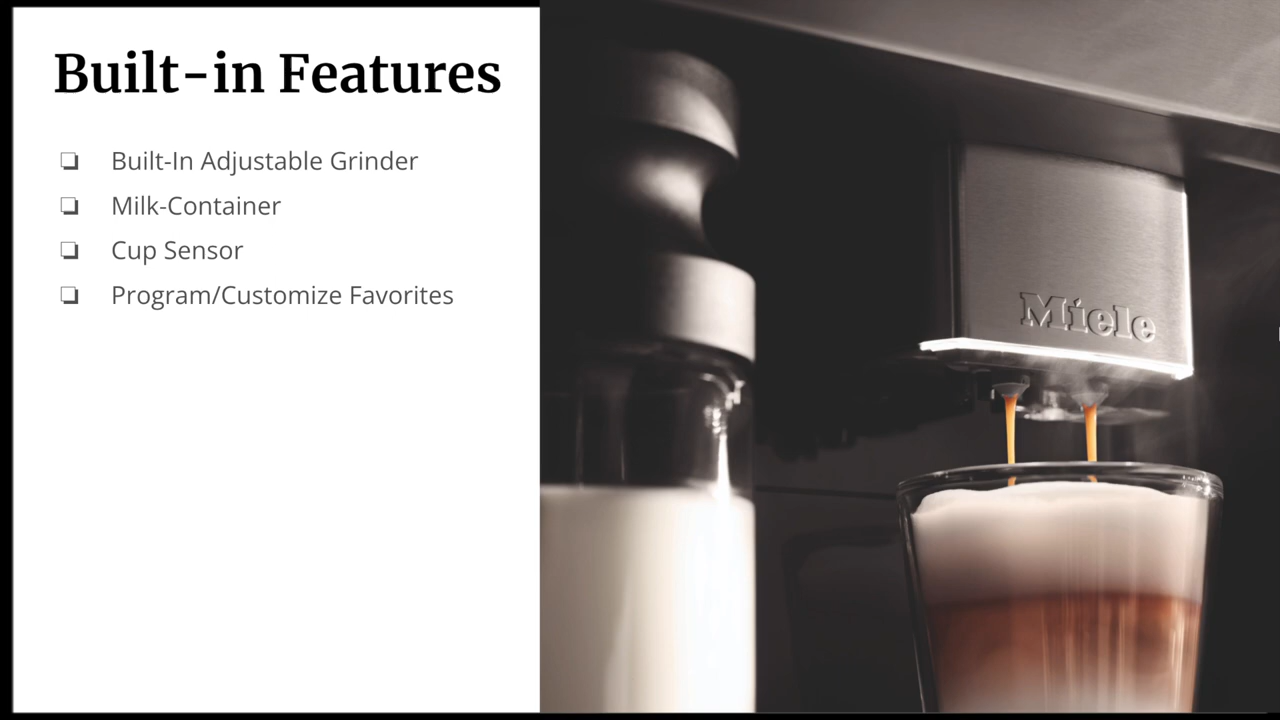 Built-in Features
❏ Built-In Adjustable Grinder
❏ Milk-Container
❏ Cup Sensor
❏ Program/Customize Favorites
Miele